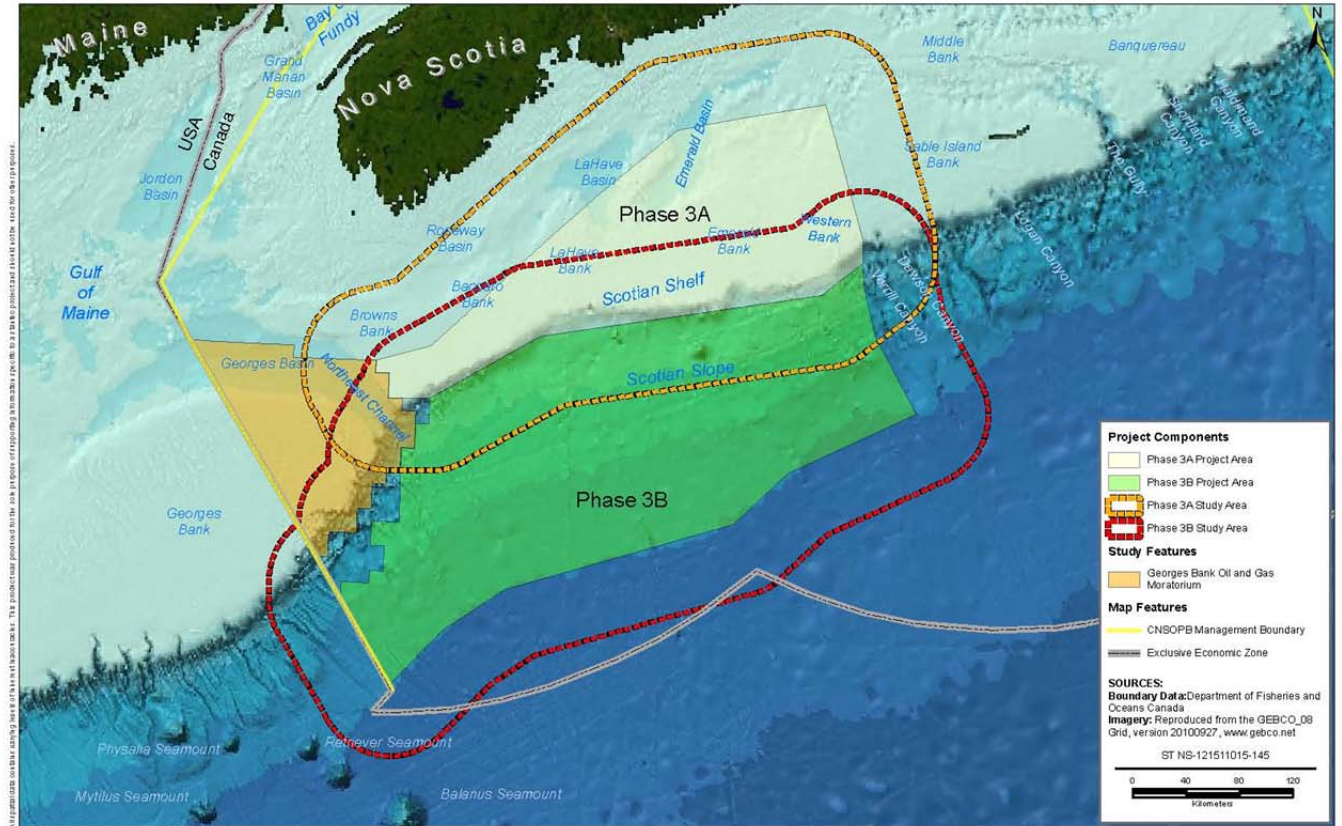 Maine
Bay of
Fundy
Grand
Manan
Basin
Nova Scotia
USA
Canada
Jordon
Basin
Gulf
of
Maine
Middle
Bank
Banquereau
Haldimand
Canyon
Shortland
Canyon
The Gully
Sable Island
Bank
Logan Canyon
Emerald Basin
LaHave
Basin
Phase 3A
Roseway
Basin
LaHave
Bank
Emerald
Bank
Western
Bank
Baccaro
Bank
Scotian Shelf
Dawson Canyon
Verrill Canyon
Browns
Bank
Georges Basin
Northeast Channel
Scotian Slope
Georges
Bank
Phase 3B
Physalia Seamount
Retriever Seamount
Mytilus Seamount
Balanus Seamount
N
Project Components
Phase 3A Project Area
Phase 3B Project Area
Phase 3A Study Area
Phase 3B Study Area
Study Features
Georges Bank Oil and Gas
Moratorium
Map Features
CNSOPB Management Boundary
Exclusive Economic Zone
SOURCES:
Boundary Data:Department of Fisheries and
Oceans Canada
Imagery: Reproduced from the GEBCO_08
Grid, version 20100927, www.gebco.net
ST NS-121511015-145
0 40 80 120
Kilometers